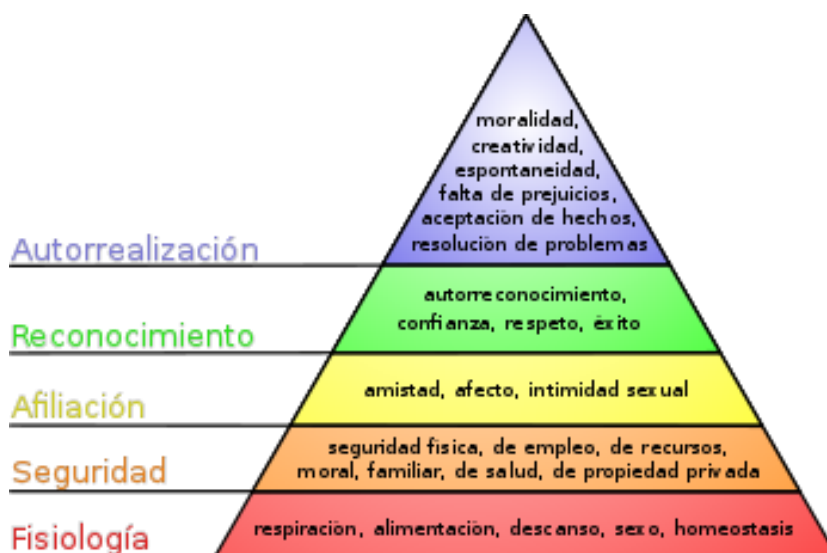 moralidad,
creatividad,
espontaneidad,
falta de prejuicios,
aceptación de hechos,
resolución de problemas
Autorrealización
autorreconocimiento,
confianza, respeto, éxito
Reconocimiento
amistad, afecto, intimidad sexual
Afiliación
seguridad física, de empleo, de recursos,
moral, familiar, de salud, de propiedad privada
Seguridad
respiración, alimentación, descanso, sexo, homeostasis
Fisiología